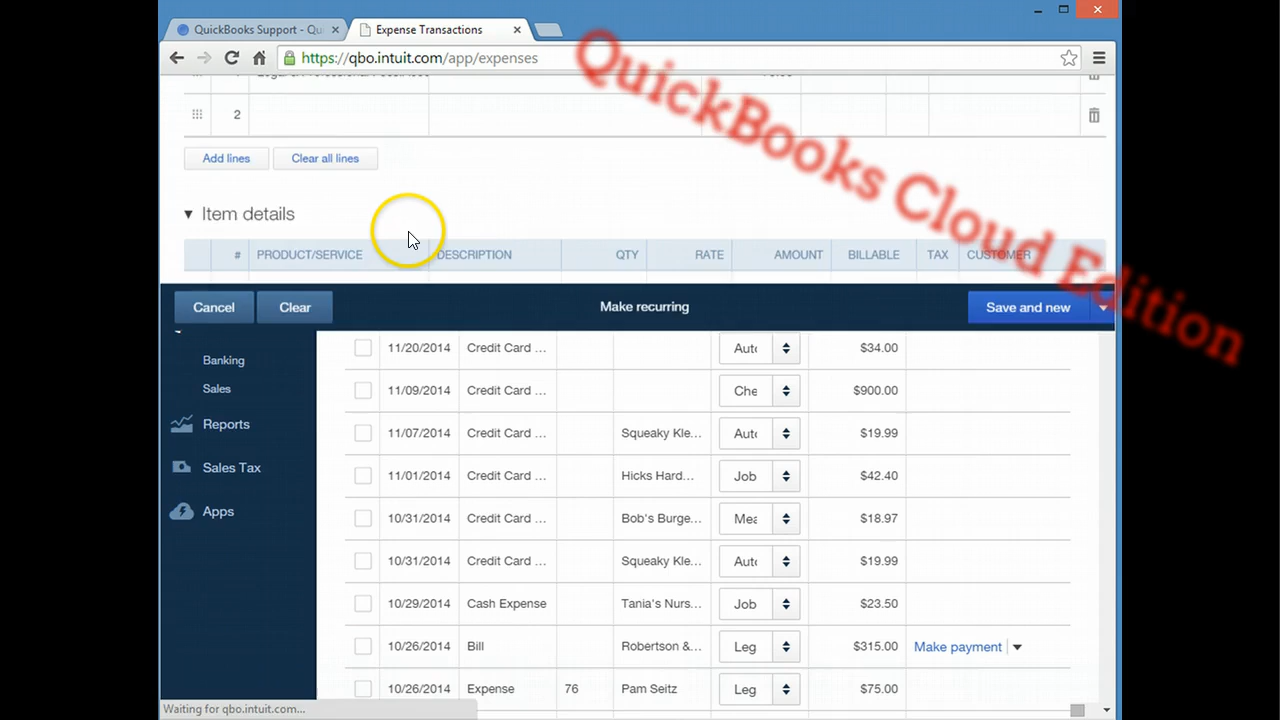 QuickBooks Support - Qu
Expense Transactions
https://qbo.intuit.com/app/expenses
QuickBooks Cloud Edition
2
Add lines
Clear all lines
Item details
# PRODUCT/SERVICE DESCRIPTION QTY RATE AMOUNT BILLABLE TAX CUSTOMER
Cancel Clear Make recurring Save and new
Banking
Sales
Reports
Sales Tax
Apps
11/20/2014 Credit Card ... Auto $34.00
11/09/2014 Credit Card ... Che $900.00
11/07/2014 Credit Card ... Squeaky Kle... Auto $19.99
11/01/2014 Credit Card ... Hicks Hard... Job $42.40
10/31/2014 Credit Card ... Bob's Burge... Mea $18.97
10/31/2014 Credit Card ... Squeaky Kle... Auto $19.99
10/29/2014 Cash Expense Tania's Nurs... Job $23.50
10/26/2014 Bill Robertson &... Leg $315.00 Make payment
10/26/2014 Expense 76 Pam Seitz Leg $75.00
Waiting for qbo.intuit.com...